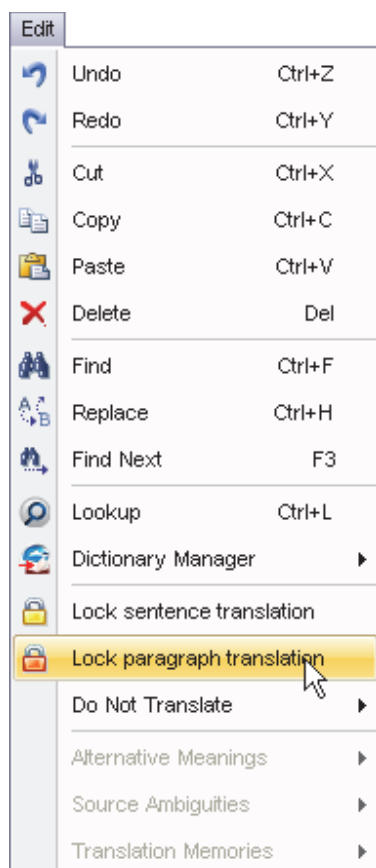 Edit
Undo Ctrl+Z
Redo Ctrl+Y
Cut Ctrl+X
Copy Ctrl+C
Paste Ctrl+V
Delete Del
Find Ctrl+F
Replace Ctrl+H
Find Next F3
Lookup Ctrl+L
Dictionary Manager
Lock sentence translation
Lock paragraph translation
Do Not Translate
Alternative Meanings
Source Ambiguities
Translation Memories